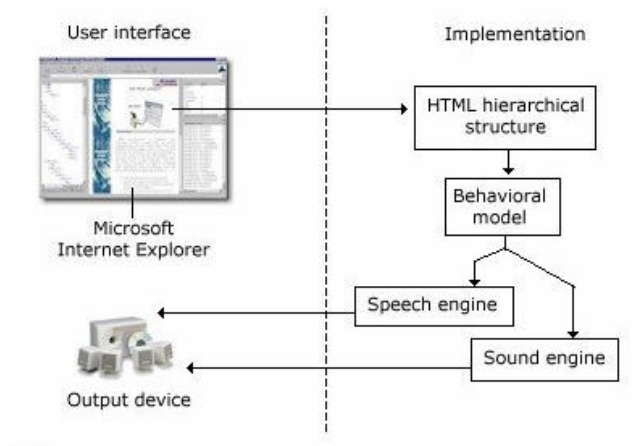 User interface
Implementation
HTML hierarchical
structure
Behavioral
model
Microsoft
Internet Explorer
Speech engine
Sound engine
Output device